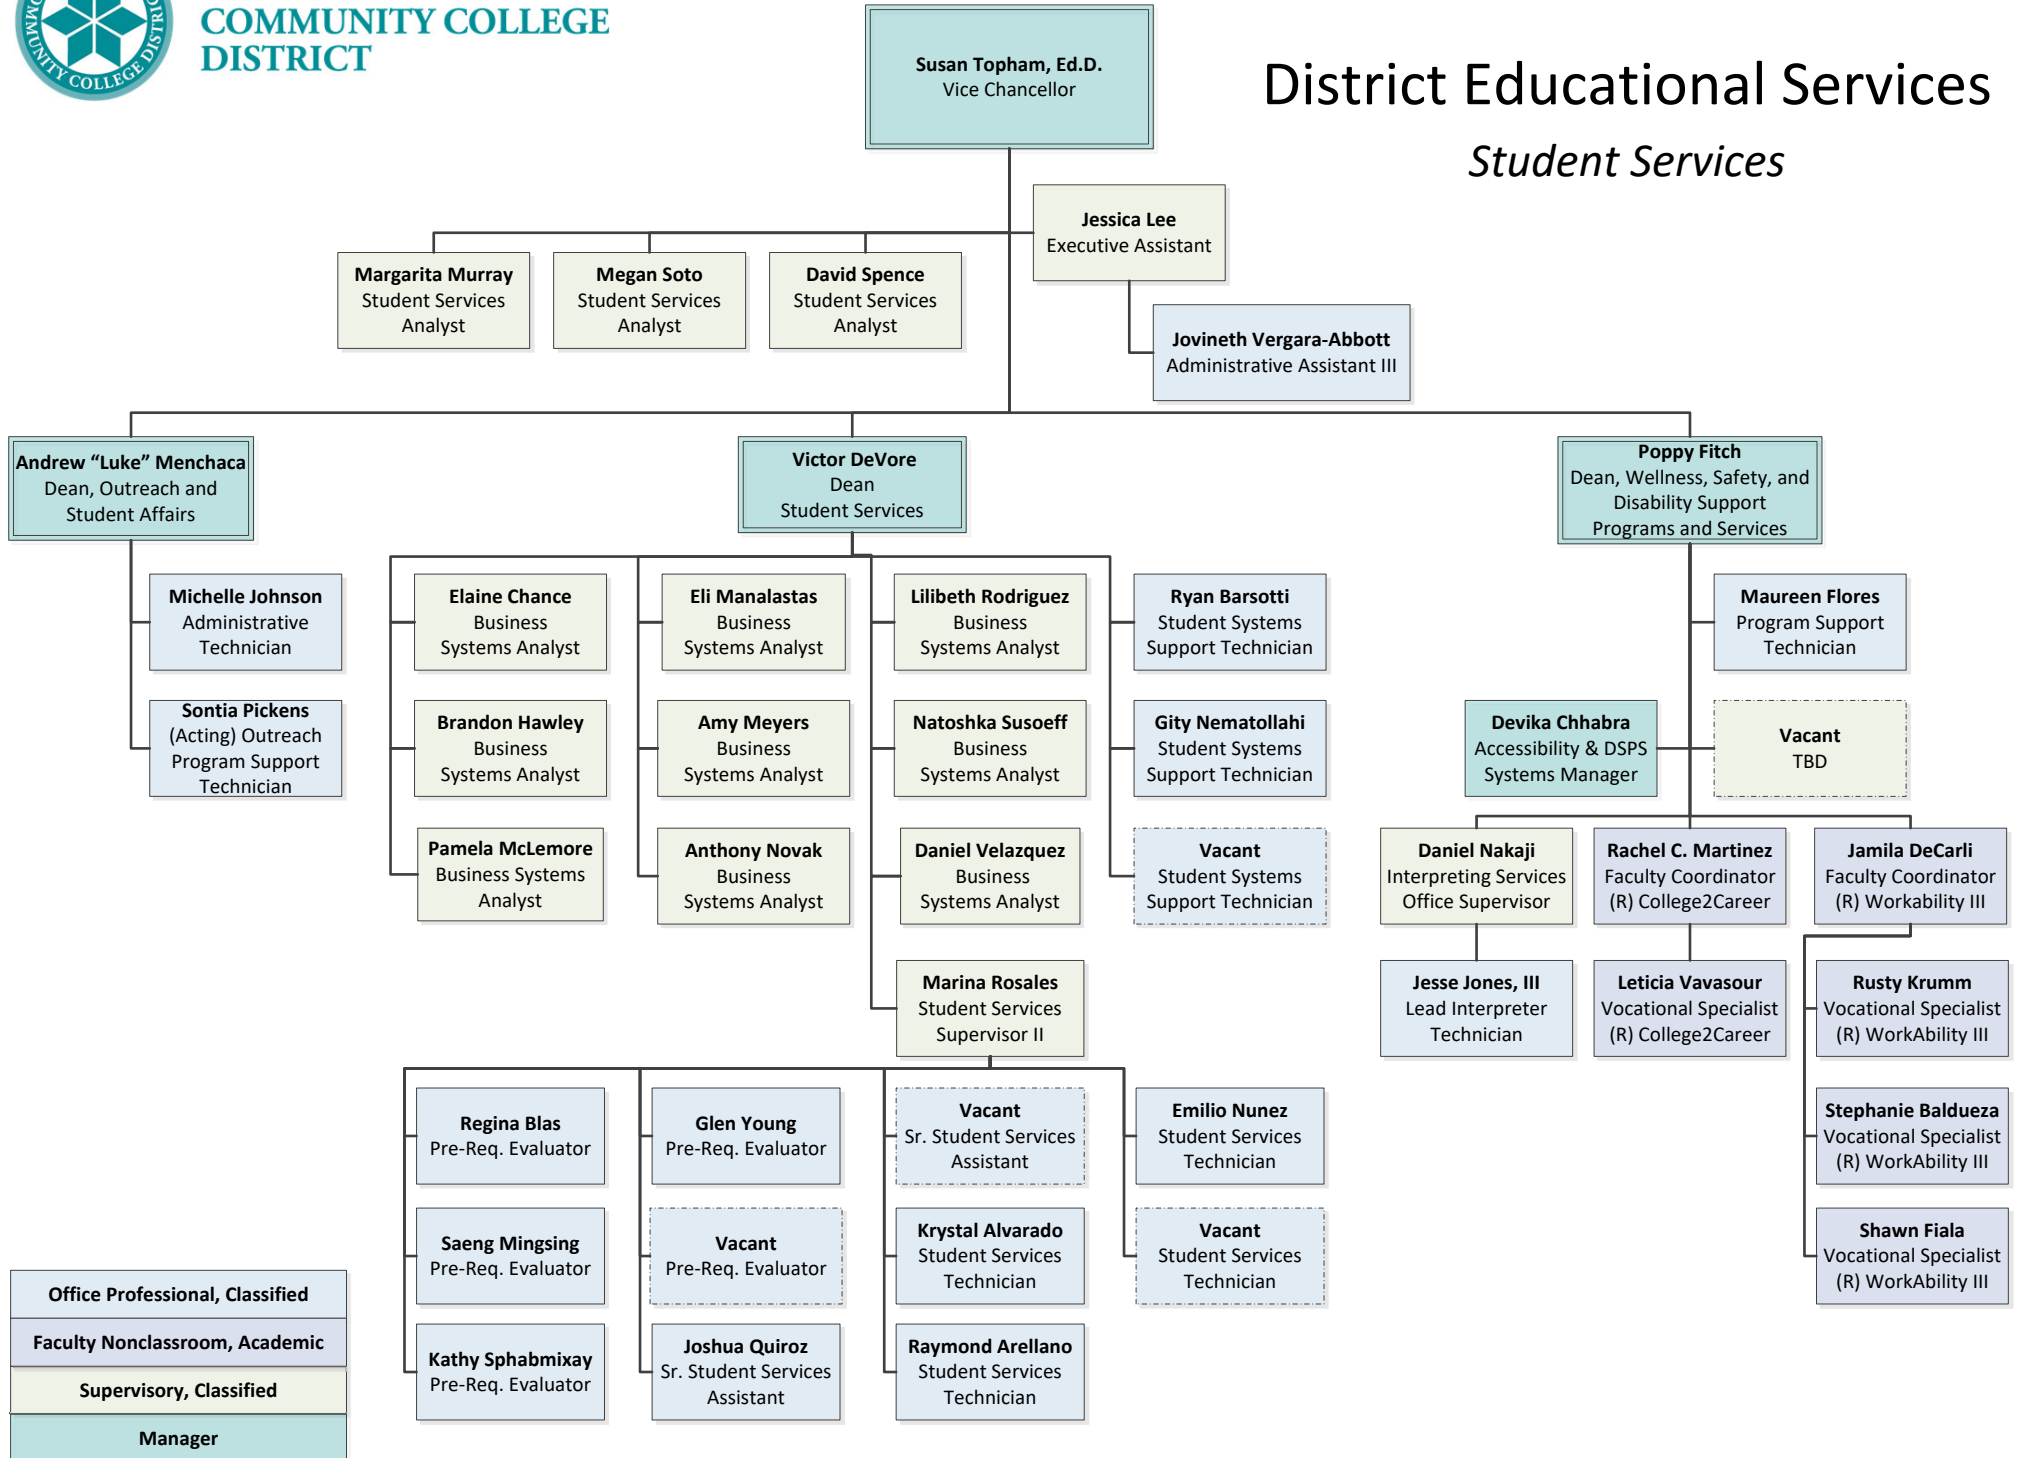 COMMUNITY COLLEGE
DISTRICT
COMMUNITY COLLEGE DISTRICT
District Educational Services
Student Services
Susan Topham, Ed.D.
Vice Chancellor
Jessica Lee
Executive Assistant
Margarita Murray
Student Services
Analyst
Megan Soto
Student Services
Analyst
David Spence
Student Services
Analyst
Jovineth Vergara-Abbott
Administrative Assistant III
Andrew “Luke” Menchaca
Dean, Outreach and
Student Affairs
Victor DeVore
Dean
Student Services
Poppy Fitch
Dean, Wellness, Safety, and
Disability Support
Programs and Services
Michelle Johnson
Administrative
Technician
Elaine Chance
Business
Systems Analyst
Eli Manalastas
Business
Systems Analyst
Lilibeth Rodriguez
Business
Systems Analyst
Ryan Barsotti
Student Systems
Support Technician
Maureen Flores
Program Support
Technician
Sontia Pickens
(Acting) Outreach
Program Support
Technician
Brandon Hawley
Business
Systems Analyst
Amy Meyers
Business
Systems Analyst
Natoshka Susoeff
Business
Systems Analyst
Gity Nematollahi
Student Systems
Support Technician
Devika Chhabra
Accessibility & DSPS
Systems Manager
Vacant
TBD
Pamela McLemore
Business Systems
Analyst
Anthony Novak
Business
Systems Analyst
Daniel Velazquez
Business
Systems Analyst
Vacant
Student Systems
Support Technician
Daniel Nakaji
Interpreting Services
Office Supervisor
Rachel C. Martinez
Faculty Coordinator
(R) College2Career
Jamila DeCarli
Faculty Coordinator
(R) Workability III
Marina Rosales
Student Services
Supervisor II
Jesse Jones, III
Lead Interpreter
Technician
Leticia Vavasour
Vocational Specialist
(R) College2Career
Rusty Krumm
Vocational Specialist
(R) WorkAbility III
Regina Blas
Pre-Req. Evaluator
Glen Young
Pre-Req. Evaluator
Vacant
Sr. Student Services
Assistant
Emilio Nunez
Student Services
Technician
Stephanie Baldueza
Vocational Specialist
(R) WorkAbility III
Saeng Mingsing
Pre-Req. Evaluator
Vacant
Pre-Req. Evaluator
Krystal Alvarado
Student Services
Technician
Vacant
Student Services
Technician
Shawn Fiala
Vocational Specialist
(R) WorkAbility III
Kathy Sphabmixay
Pre-Req. Evaluator
Joshua Quiroz
Sr. Student Services
Assistant
Raymond Arellano
Student Services
Technician
Office Professional, Classified
Faculty Nonclassroom, Academic
Supervisory, Classified
Manager